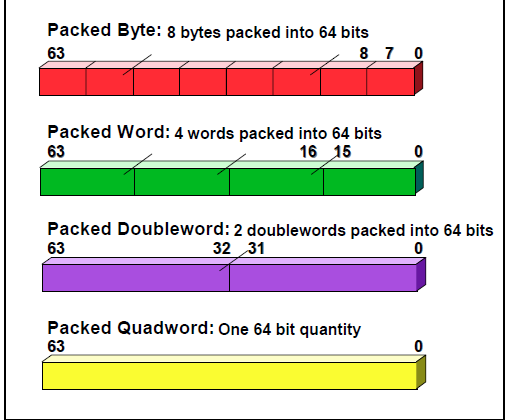 Packed Byte: 8 bytes packed into 64 bits
63 8 7 0
Packed Word: 4 words packed into 64 bits
63 16 15 0
Packed Doubleword: 2 doublewords packed into 64 bits
63 32 31 0
Packed Quadword: One 64 bit quantity
63 0